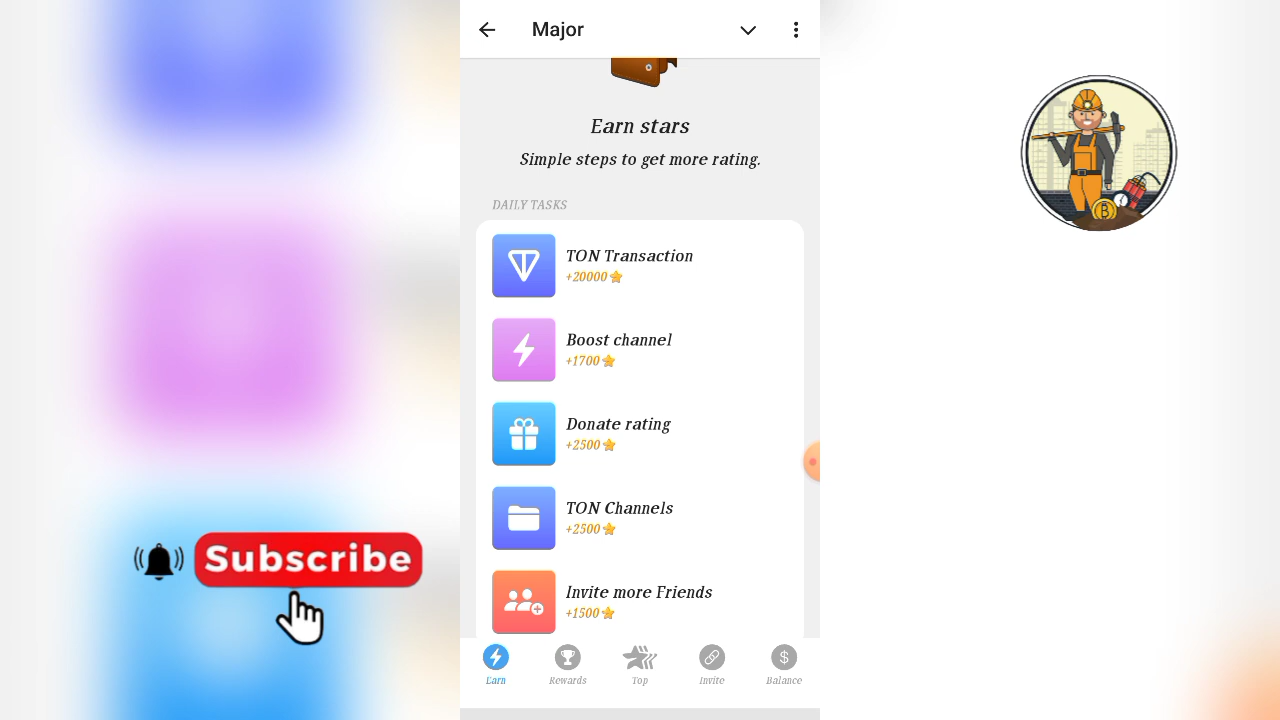 Major
Earn stars
Simple steps to get more rating.
DAILY TASKS
TON Transaction
+20000
Boost channel
+1700
Donate rating
+2500
TON Channels
+2500
Invite more Friends
+1500
Earn
Rewards
Top
Invite
Balance
Subscribe